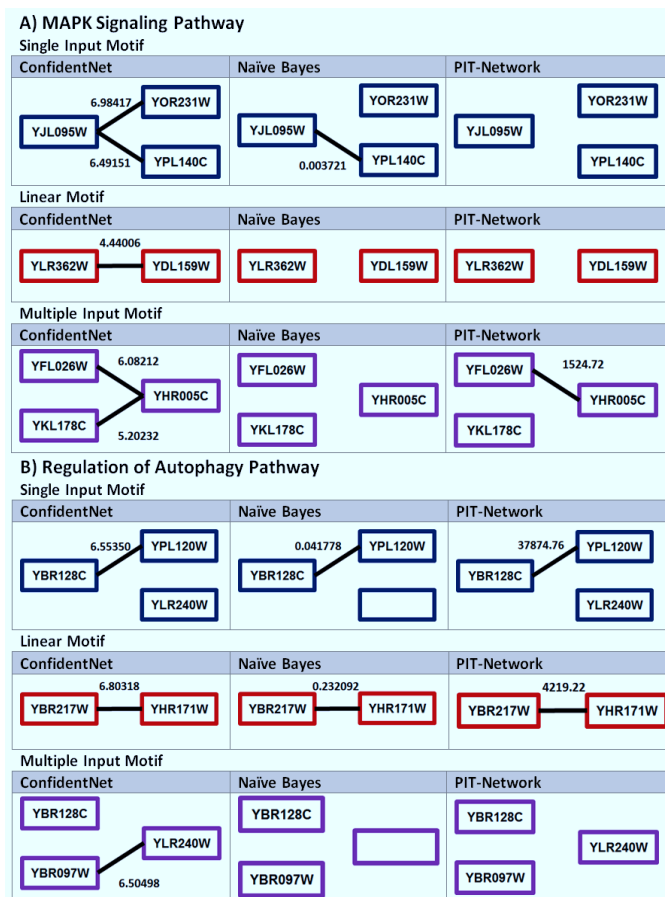 A) MAPK Signaling Pathway
Single Input Motif
ConfidentNet Naïve Bayes PIT-Network
6.98417 YOR231W YOR231W YOR231W
YJL095W YJL095W YJL095W
6.49151 YPL140C 0.003721 YPL140C YPL140C
Linear Motif
ConfidentNet Naïve Bayes PIT-Network
4.44006
YLR362W YDL159W YLR362W YDL159W YLR362W YDL159W
Multiple Input Motif
ConfidentNet Naïve Bayes PIT-Network
YFL026W 6.08212 YFL026W YFL026W 1524.72
YHR005C YHR005C YHR005C
YKL178C 5.20232 YKL178C YKL178C
B) Regulation of Autophagy Pathway
Single Input Motif
ConfidentNet Naïve Bayes PIT-Network
6.55350 YPL120W 0.041778 YPL120W 37874.76 YPL120W
YBR128C YBR128C YBR128C
YLR240W YLR240W
Linear Motif
ConfidentNet Naïve Bayes PIT-Network
6.80318 0.232092 4219.22
YBR217W YHR171W YBR217W YHR171W YBR217W YHR171W
Multiple Input Motif
ConfidentNet Naïve Bayes PIT-Network
YBR128C YBR128C YBR128C
YLR240W YLR240W
YBR097W 6.50498 YBR097W YBR097W